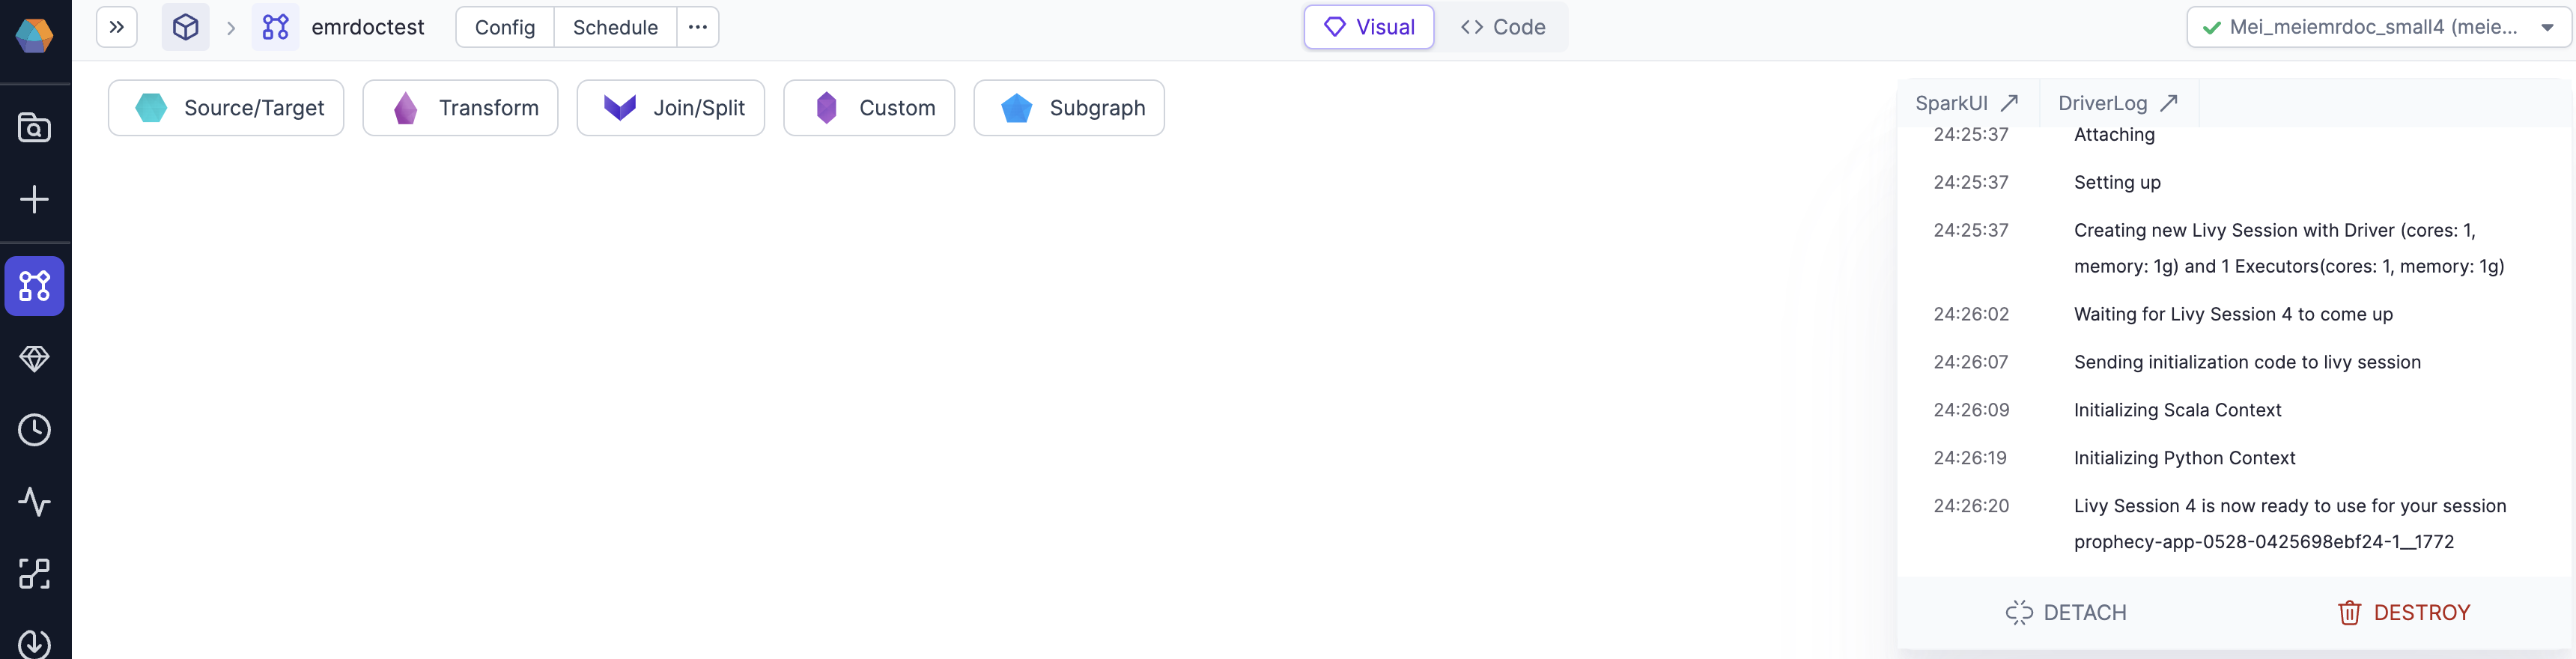 emrdoctest
Config
Schedule
...
Visual
<> Code
Mei_meiemrdoc_small4 (meie...
Source/Target
Transform
Join/Split
Custom
Subgraph
SparkUI
DriverLog
24:25:37 Attaching
24:25:37 Setting up
24:25:37 Creating new Livy Session with Driver (cores: 1,
memory: 1g) and 1 Executors(cores: 1, memory: 1g)
24:26:02 Waiting for Livy Session 4 to come up
24:26:07 Sending initialization code to livy session
24:26:09 Initializing Scala Context
24:26:19 Initializing Python Context
24:26:20 Livy Session 4 is now ready to use for your session
prophecy-app-0528-0425698ebf24-1__1772
DETACH
DESTROY